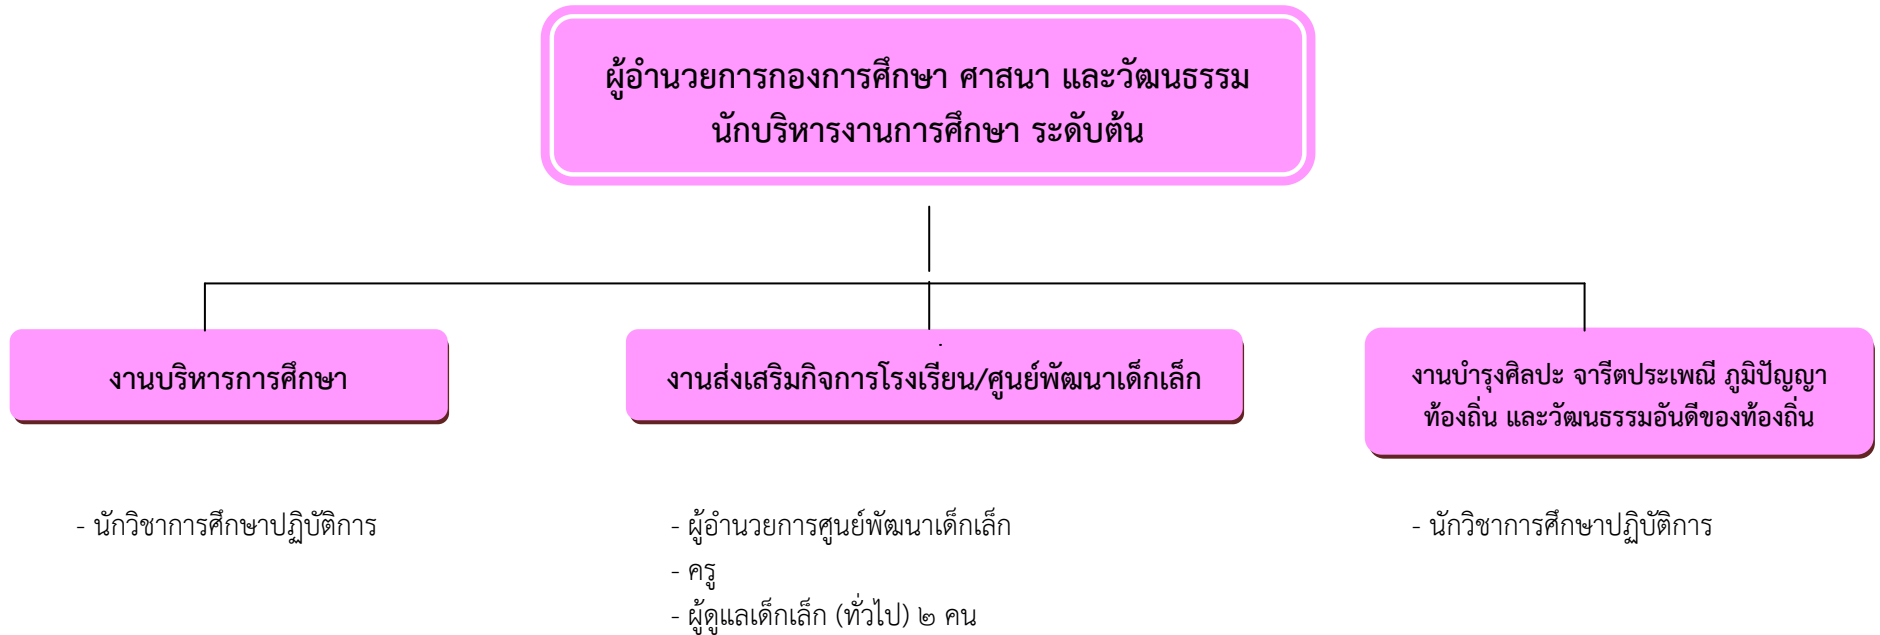 ผู้อำนวยการกองการศึกษา ศาสนา และวัฒนธรรม
นักบริหารงานการศึกษา ระดับต้น
งานบริหารการศึกษา
งานส่งเสริมกิจการโรงเรียน/ศูนย์พัฒนาเด็กเล็ก
งานบำรุงศิลปะ จารีตประเพณี ภูมิปัญญา
ท้องถิ่น และวัฒนธรรมอันดีของท้องถิ่น
- นักวิชาการศึกษาปฏิบัติการ
- ผู้อำนวยการศูนย์พัฒนาเด็กเล็ก
- ครู
- ผู้ดูแลเด็กเล็ก (ทั่วไป) ๒ คน
- นักวิชาการศึกษาปฏิบัติการ